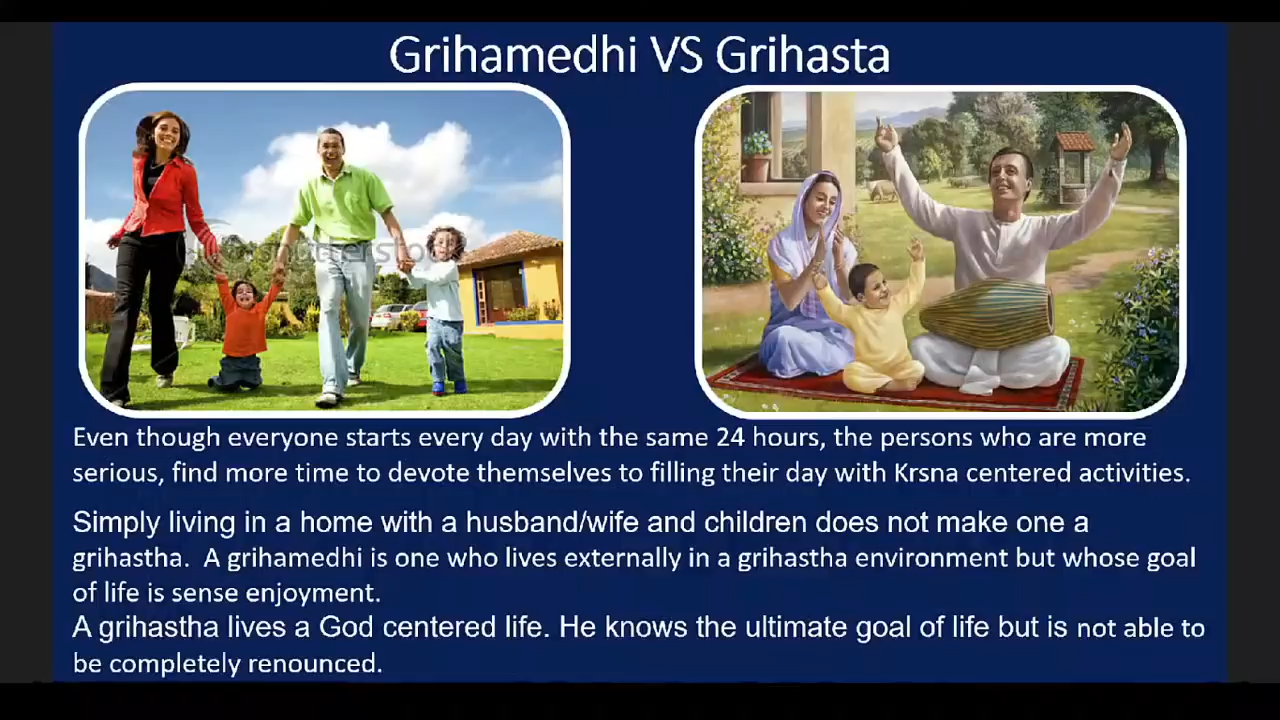 Grihamedhi VS Grihasta
shutterstock
Even though everyone starts every day with the same 24 hours, the persons who are more
serious, find more time to devote themselves to filling their day with Krsna centered activities.
Simply living in a home with a husband/wife and children does not make one a
grihastha. A grihamedhi is one who lives externally in a grihastha environment but whose goal
of life is sense enjoyment.
A grihastha lives a God centered life. He knows the ultimate goal of life but is not able to
be completely renounced.